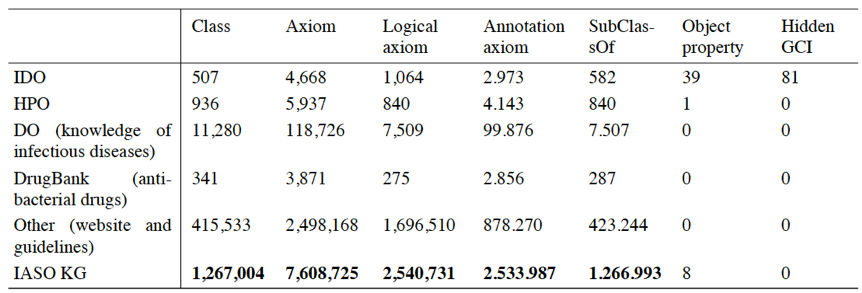 Class Axiom Logical axiom Annotation axiom SubClas-sOf Object property Hidden GCI
IDO 507 4,668 1,064 2.973 582 39 81
HPO 936 5,937 840 4.143 840 1 0
DO (knowledge of infectious diseases) 11,280 118,726 7,509 99.876 7.507 0 0
DrugBank (anti-bacterial drugs) 341 3,871 275 2.856 287 0 0
Other (website and guidelines) 415,533 2,498,168 1,696,510 878.270 423.244 0 0
IASO KG 1,267,004 7,608,725 2,540,731 2.533.987 1.266.993 8 0